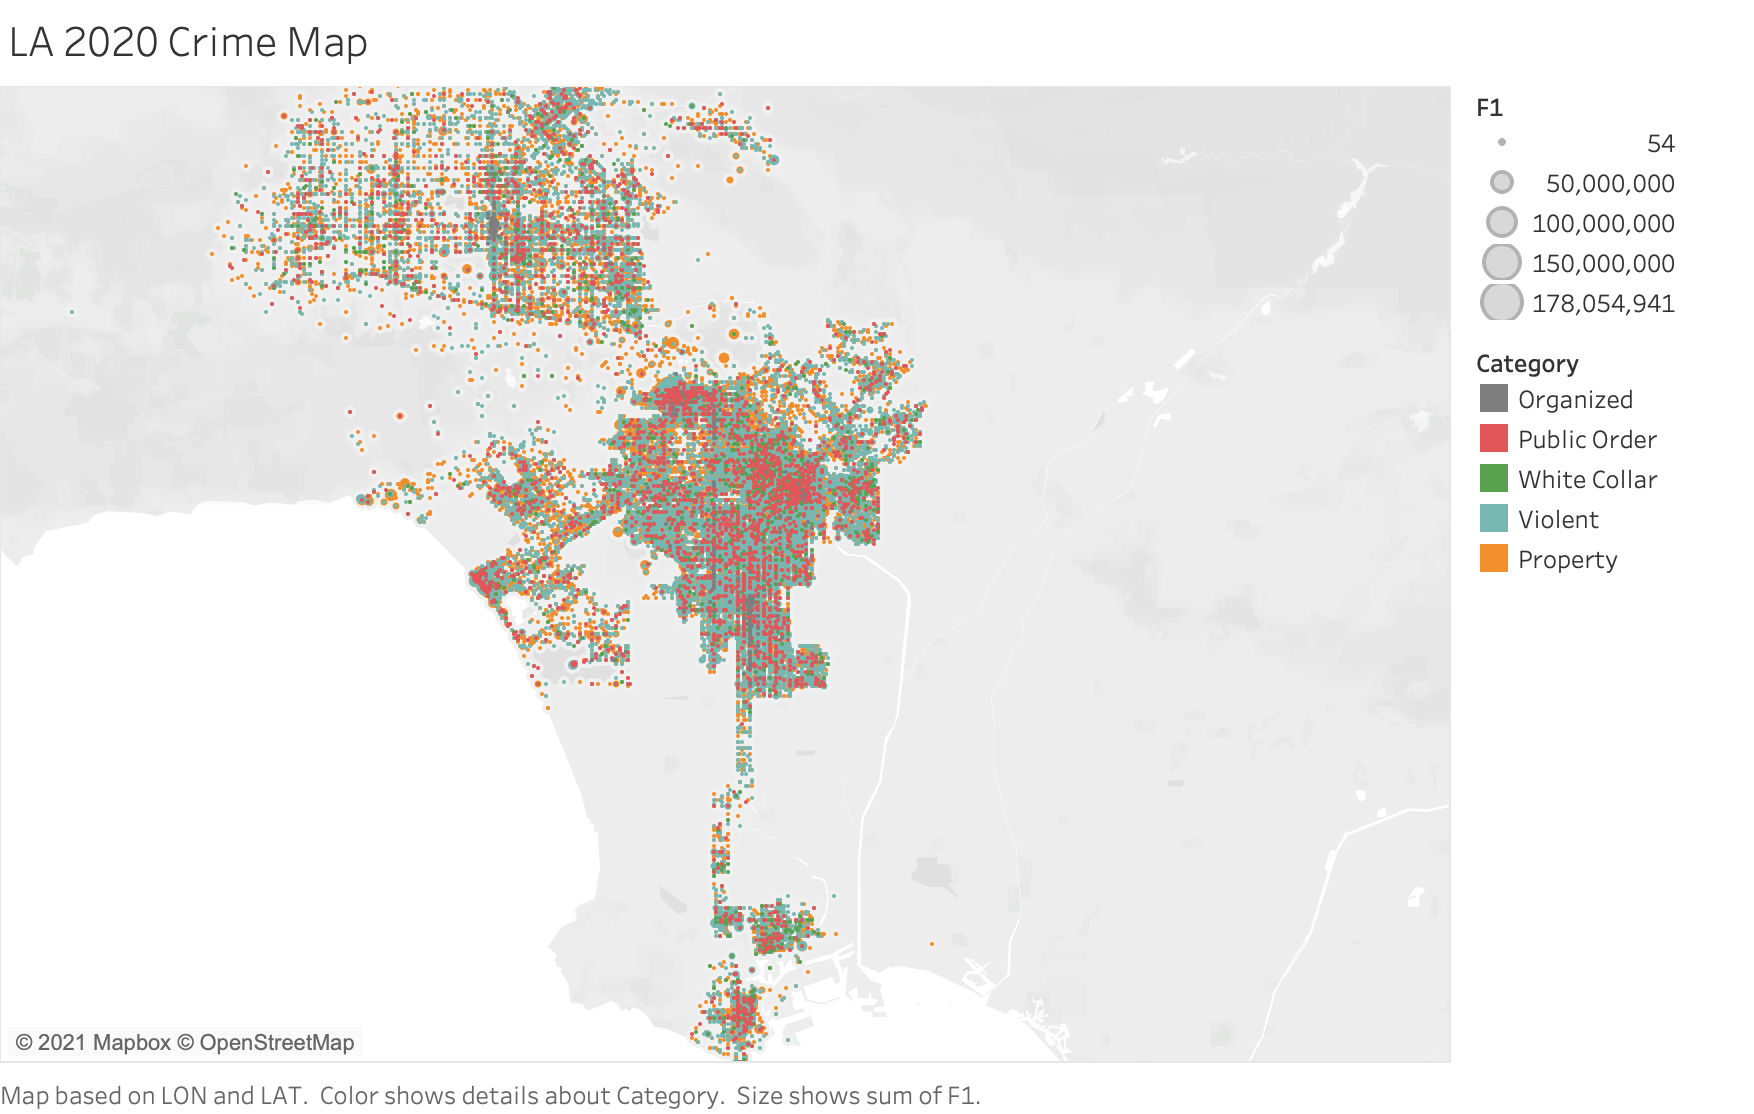 LA 2020 Crime Map
F1
54
50,000,000
100,000,000
150,000,000
178,054,941
Category
Organized
Public Order
White Collar
Violent
Property
© 2021 Mapbox © OpenStreetMap
Map based on LON and LAT. Color shows details about Category. Size shows sum of F1.